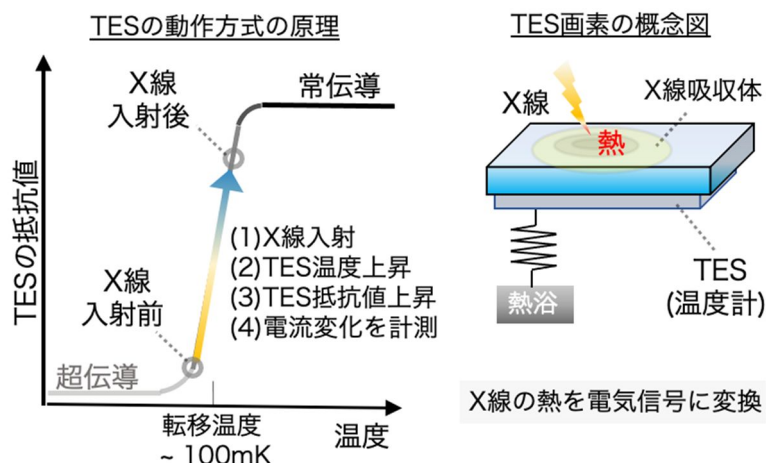 TESの動作方式の原理
TES画素の概念図
X線
入射後
常伝導
TESの抵抗値
(1)X線入射
(2)TES温度上昇
(3)TES抵抗値上昇
(4)電流変化を計測
X線
入射前
超伝導
転移温度
~ 100mK
温度
X線
X線吸収体
熱
熱浴
TES
(温度計)
X線の熱を電気信号に変換